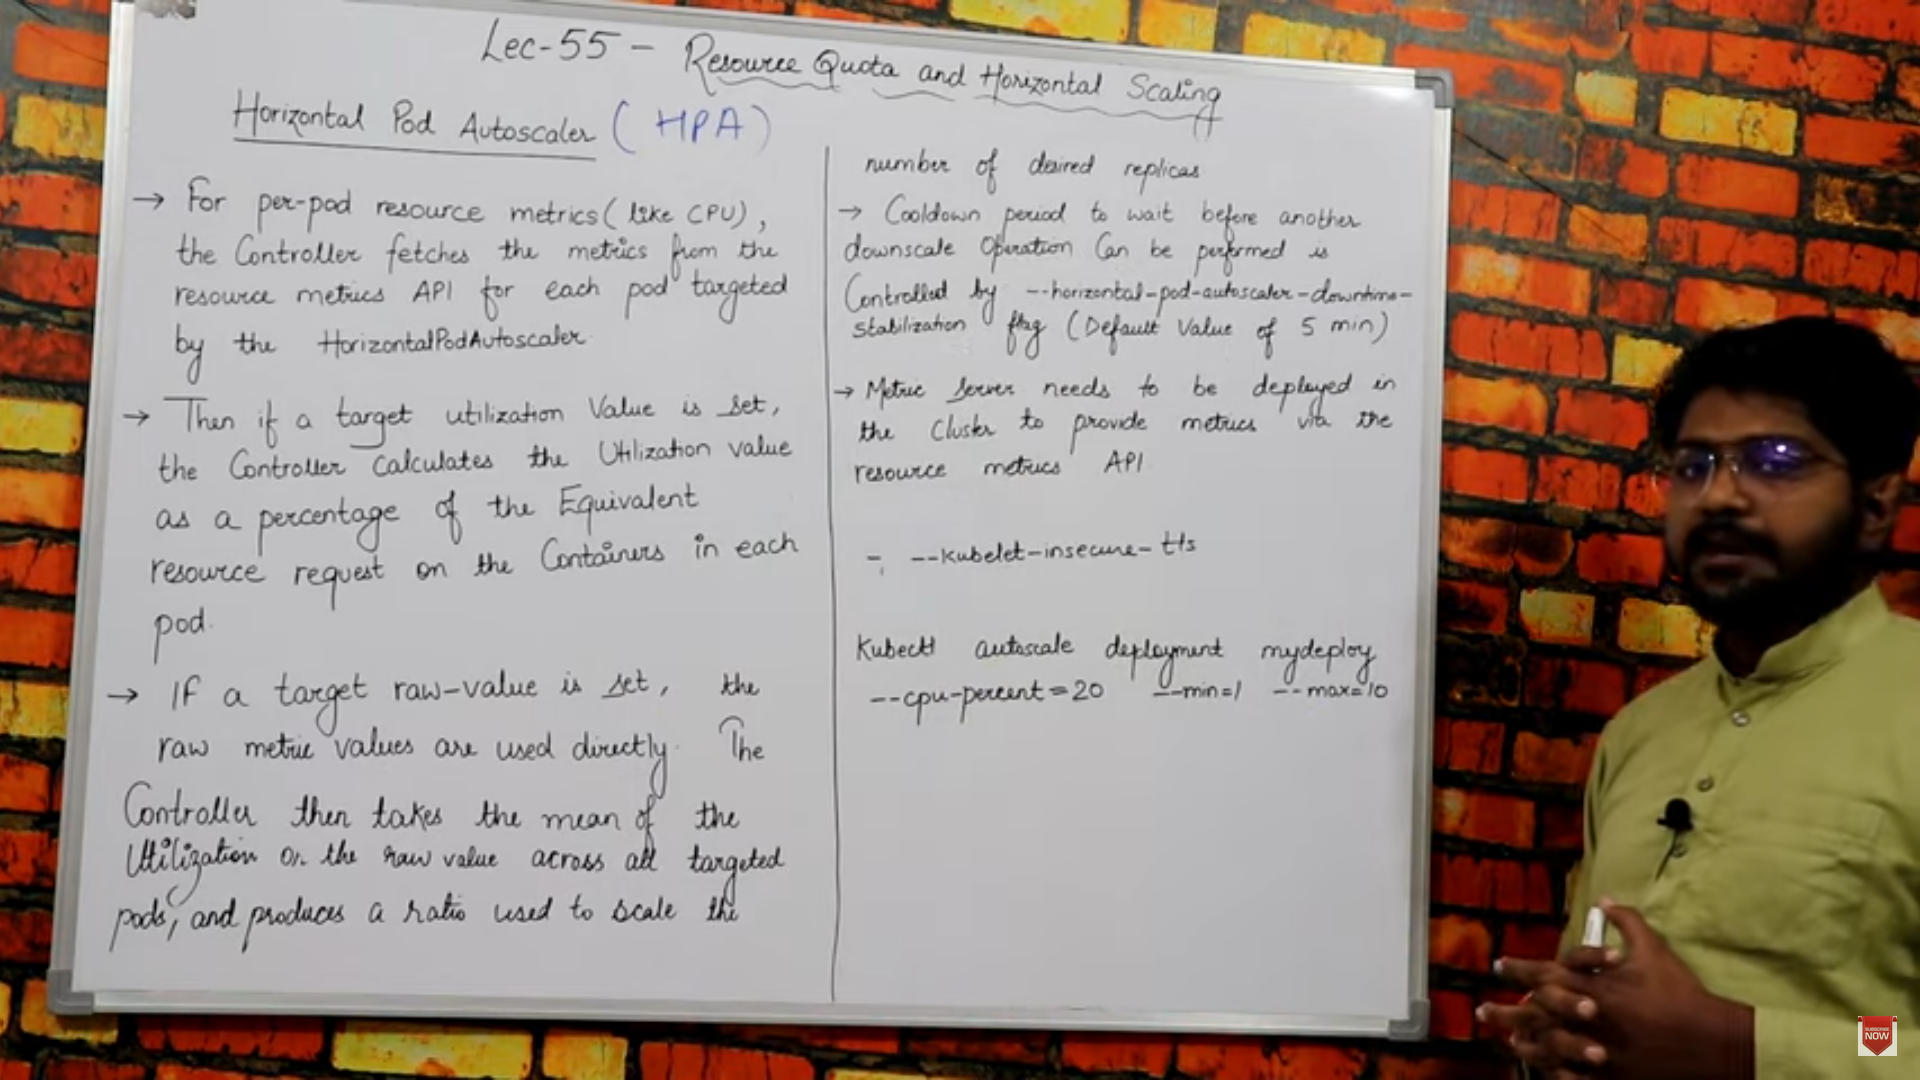 Lec-55 - Resource Quota and Horizontal Scaling
Horizontal Pod Autoscaler (HPA)
→ For per-pod resource metrics (like CPU),
the Controller fetches the metrics from the
resource metrics API for each pod targeted
by the HorizontalPodAutoscaler.
→ Then if a target utilization Value is set,
the Controller Calculates the Utilization value
as a percentage of the Equivalent
resource request on the Containers in each
pod.
→ If a target raw-value is set, the
raw metric values are used directly. The
Controller then takes the mean of the
Utilization or the raw value across all targeted
pods, and produces a ratio used to scale the
number of desired replicas
→ Cooldown period to wait before another
downscale Operation Can be performed is
Controlled by --horizontal-pod-autoscaler-downtime-
stabilization flag (Default Value of 5 min)
→ Metric Server needs to be deployed in
the Cluster to provide metrics via the
resource metrics API
- --kubelet-insecure-tls
Kubectl autoscale deployment mydeploy
--cpu-percent=20 --min=1 --max=10
SUBSCRIBE
NOW